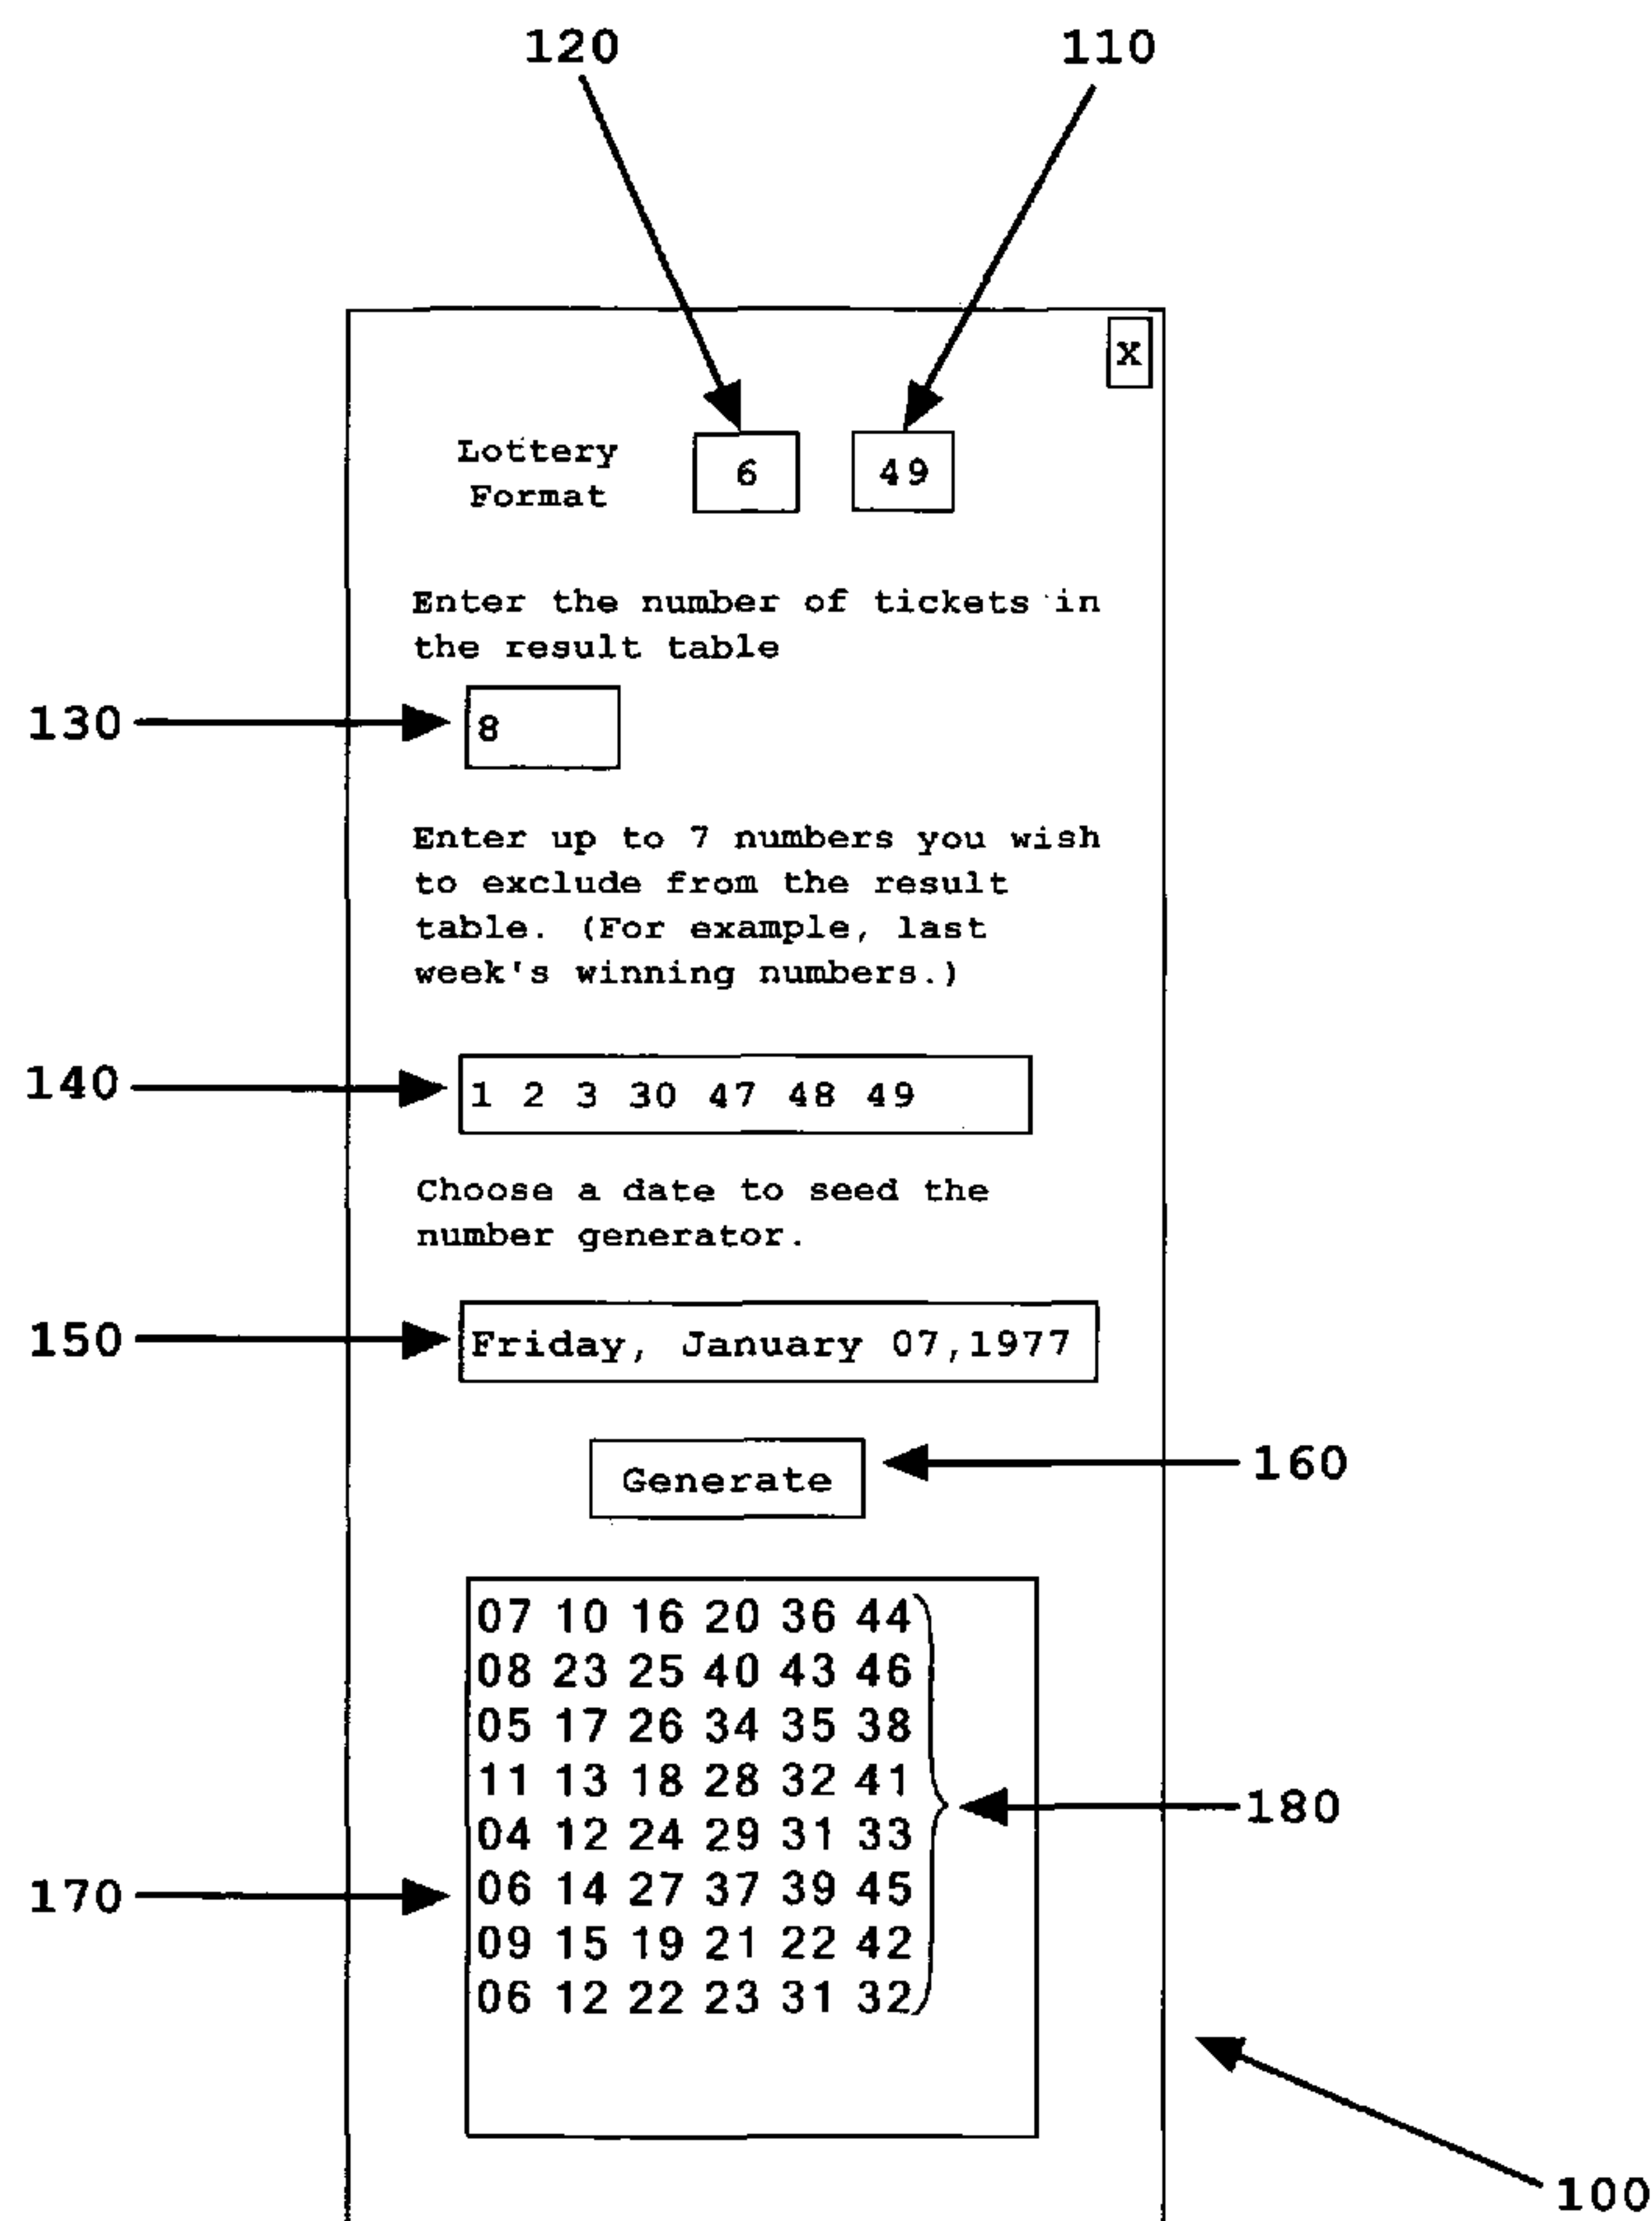 120 110
X
Lottery
Format
6 49
Enter the number of tickets in
the result table
130
8
Enter up to 7 numbers you wish
to exclude from the result
table. (For example, last
week's winning numbers.)
140
1 2 3 30 47 48 49
Choose a date to seed the
number generator.
150
Friday, January 07,1977
Generate
160
07 10 16 20 36 44
08 23 25 40 43 46
05 17 26 34 35 38
11 13 18 28 32 41
180
04 12 24 29 31 33
170
06 14 27 37 39 45
09 15 19 21 22 42
06 12 22 23 31 32
100